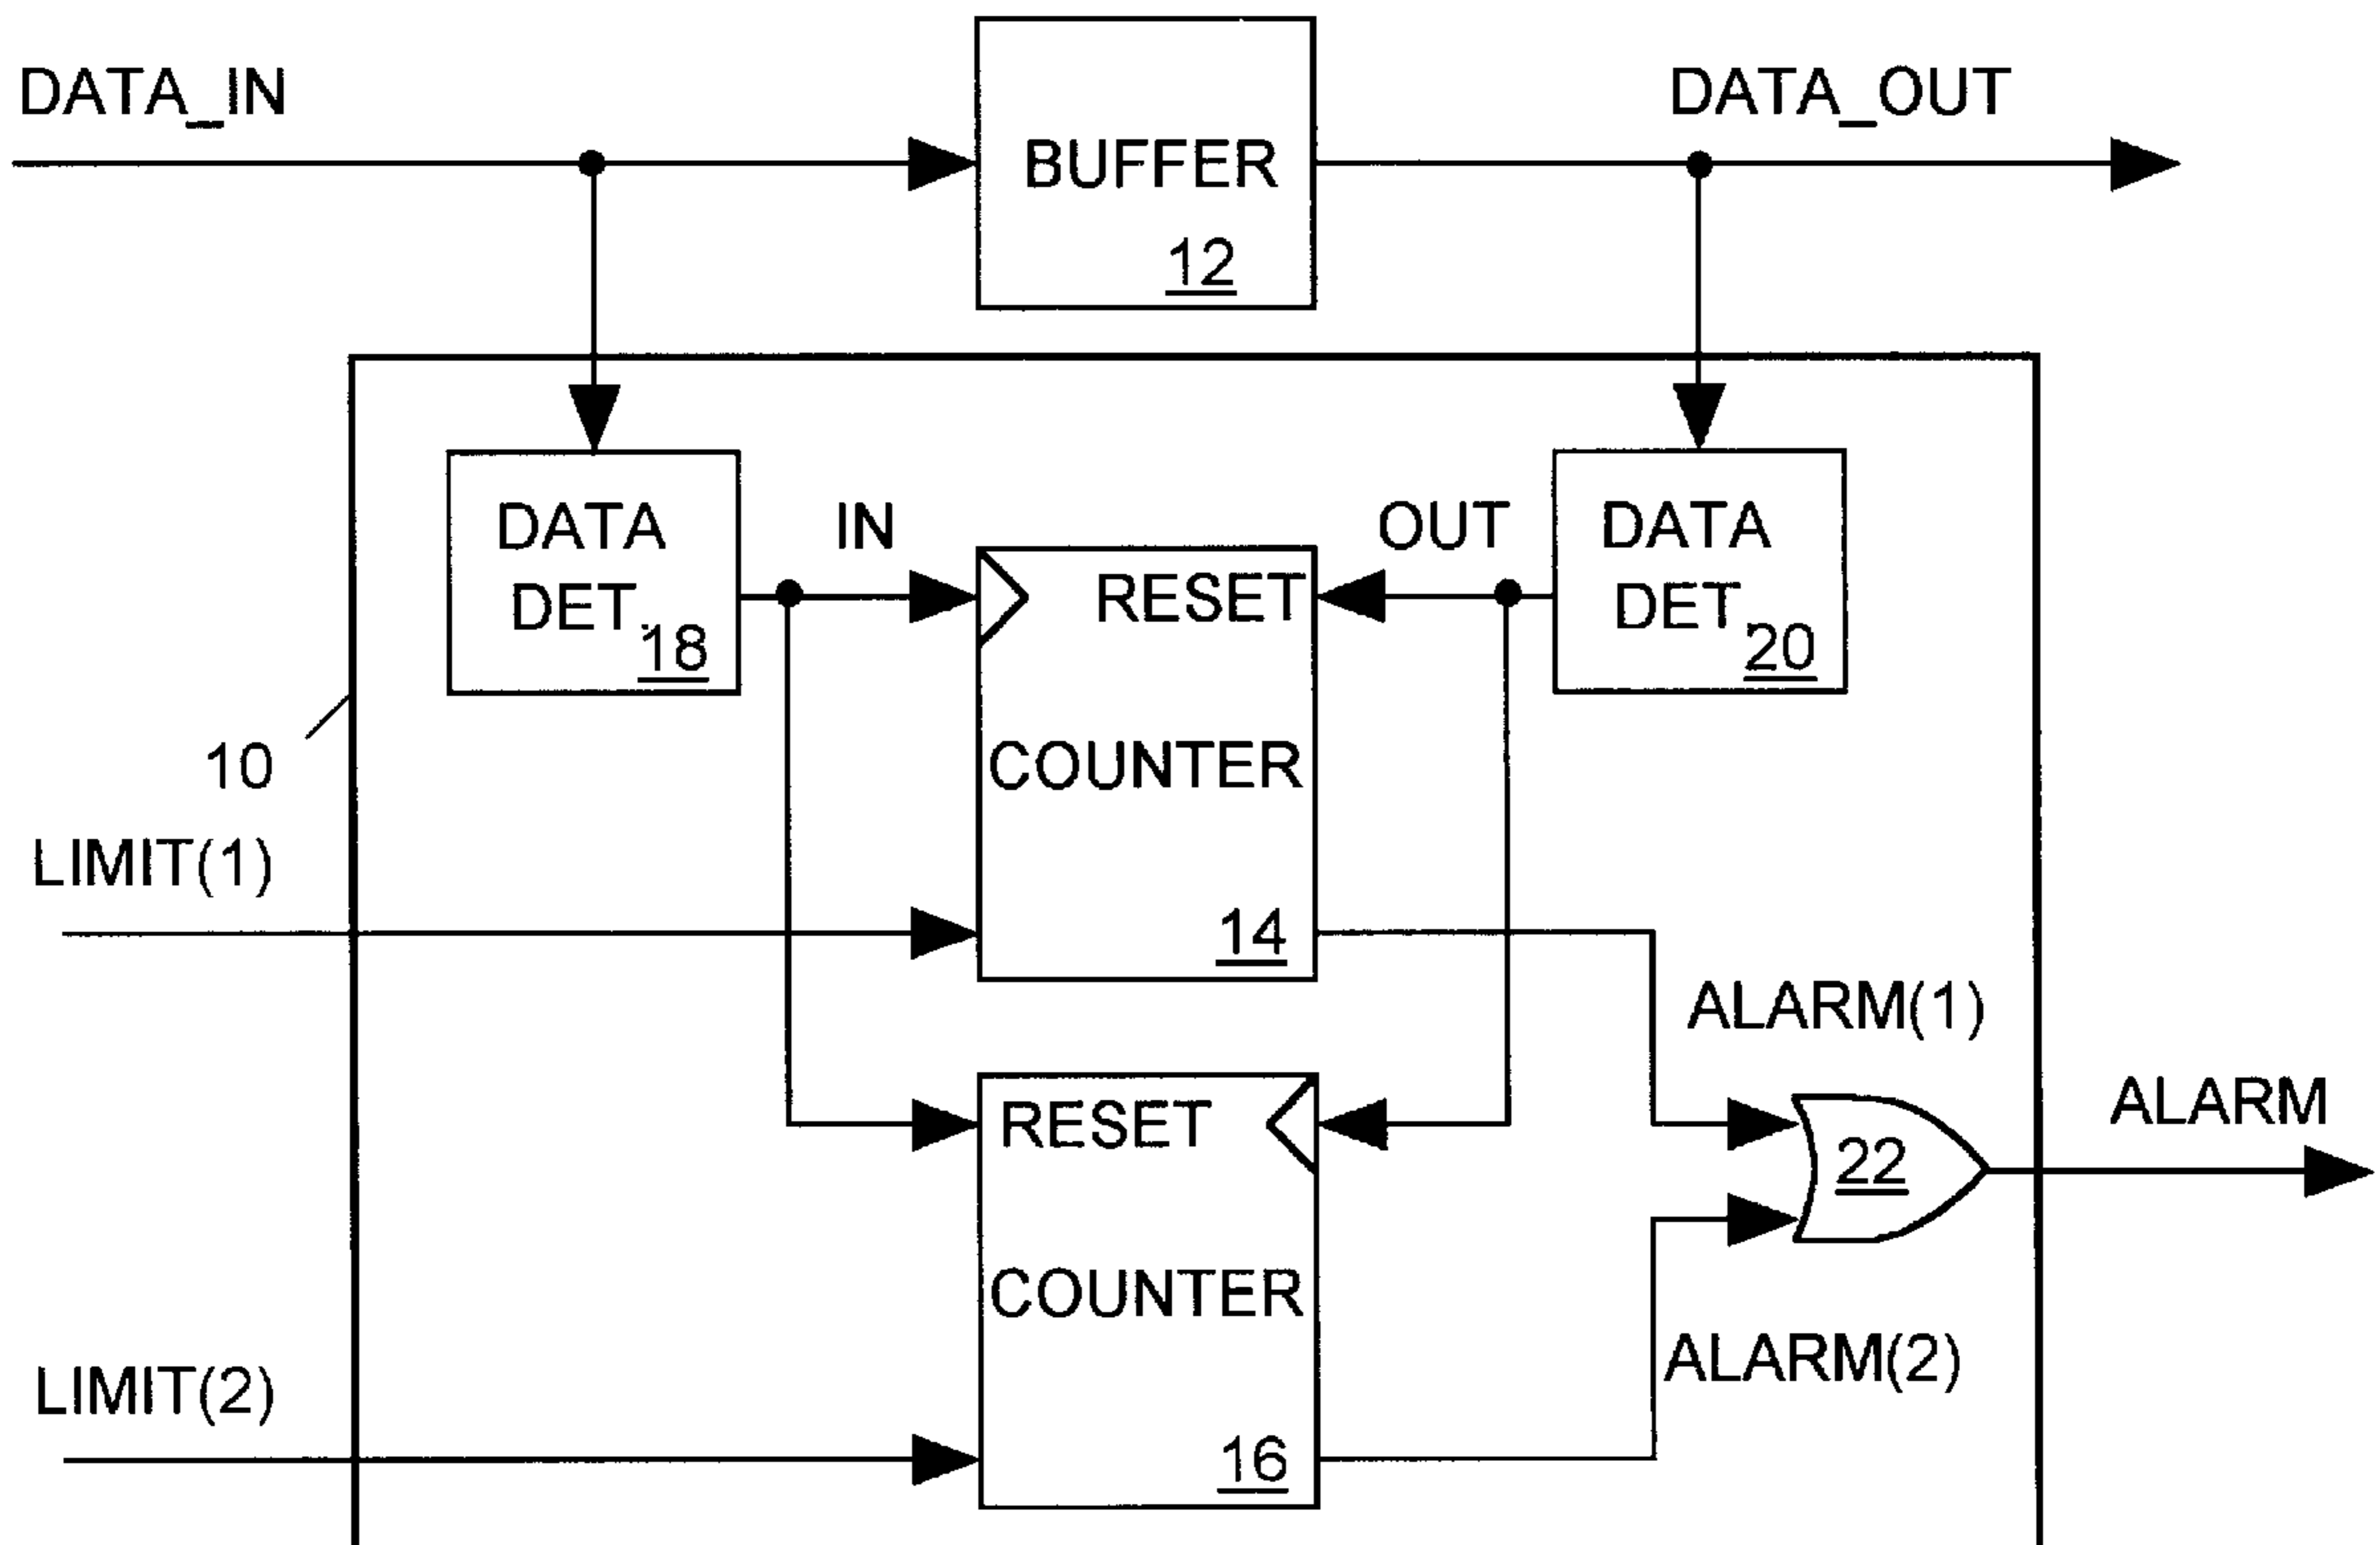 DATA_IN
DATA_OUT
BUFFER
12
DATA
DET
18
IN
OUT
DATA
DET
20
RESET
COUNTER
14
10
LIMIT(1)
ALARM(1)
RESET
COUNTER
16
22
ALARM
ALARM(2)
LIMIT(2)